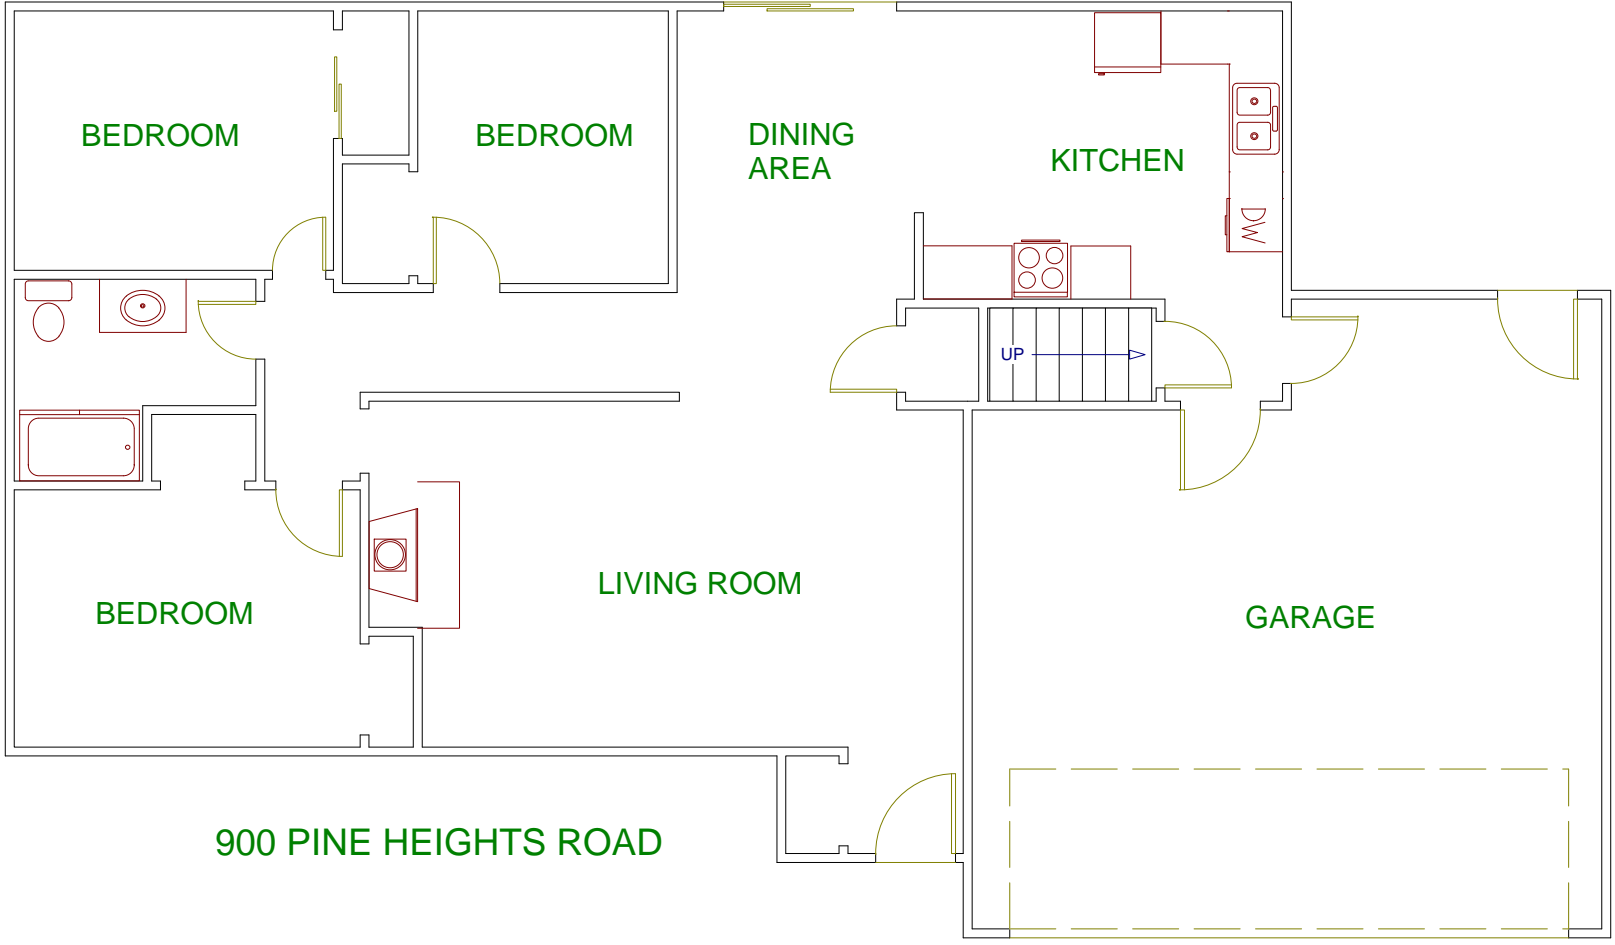 BEDROOM
BEDROOM
DINING
AREA
KITCHEN
DW
UP
LIVING ROOM
BEDROOM
GARAGE
900 PINE HEIGHTS ROAD